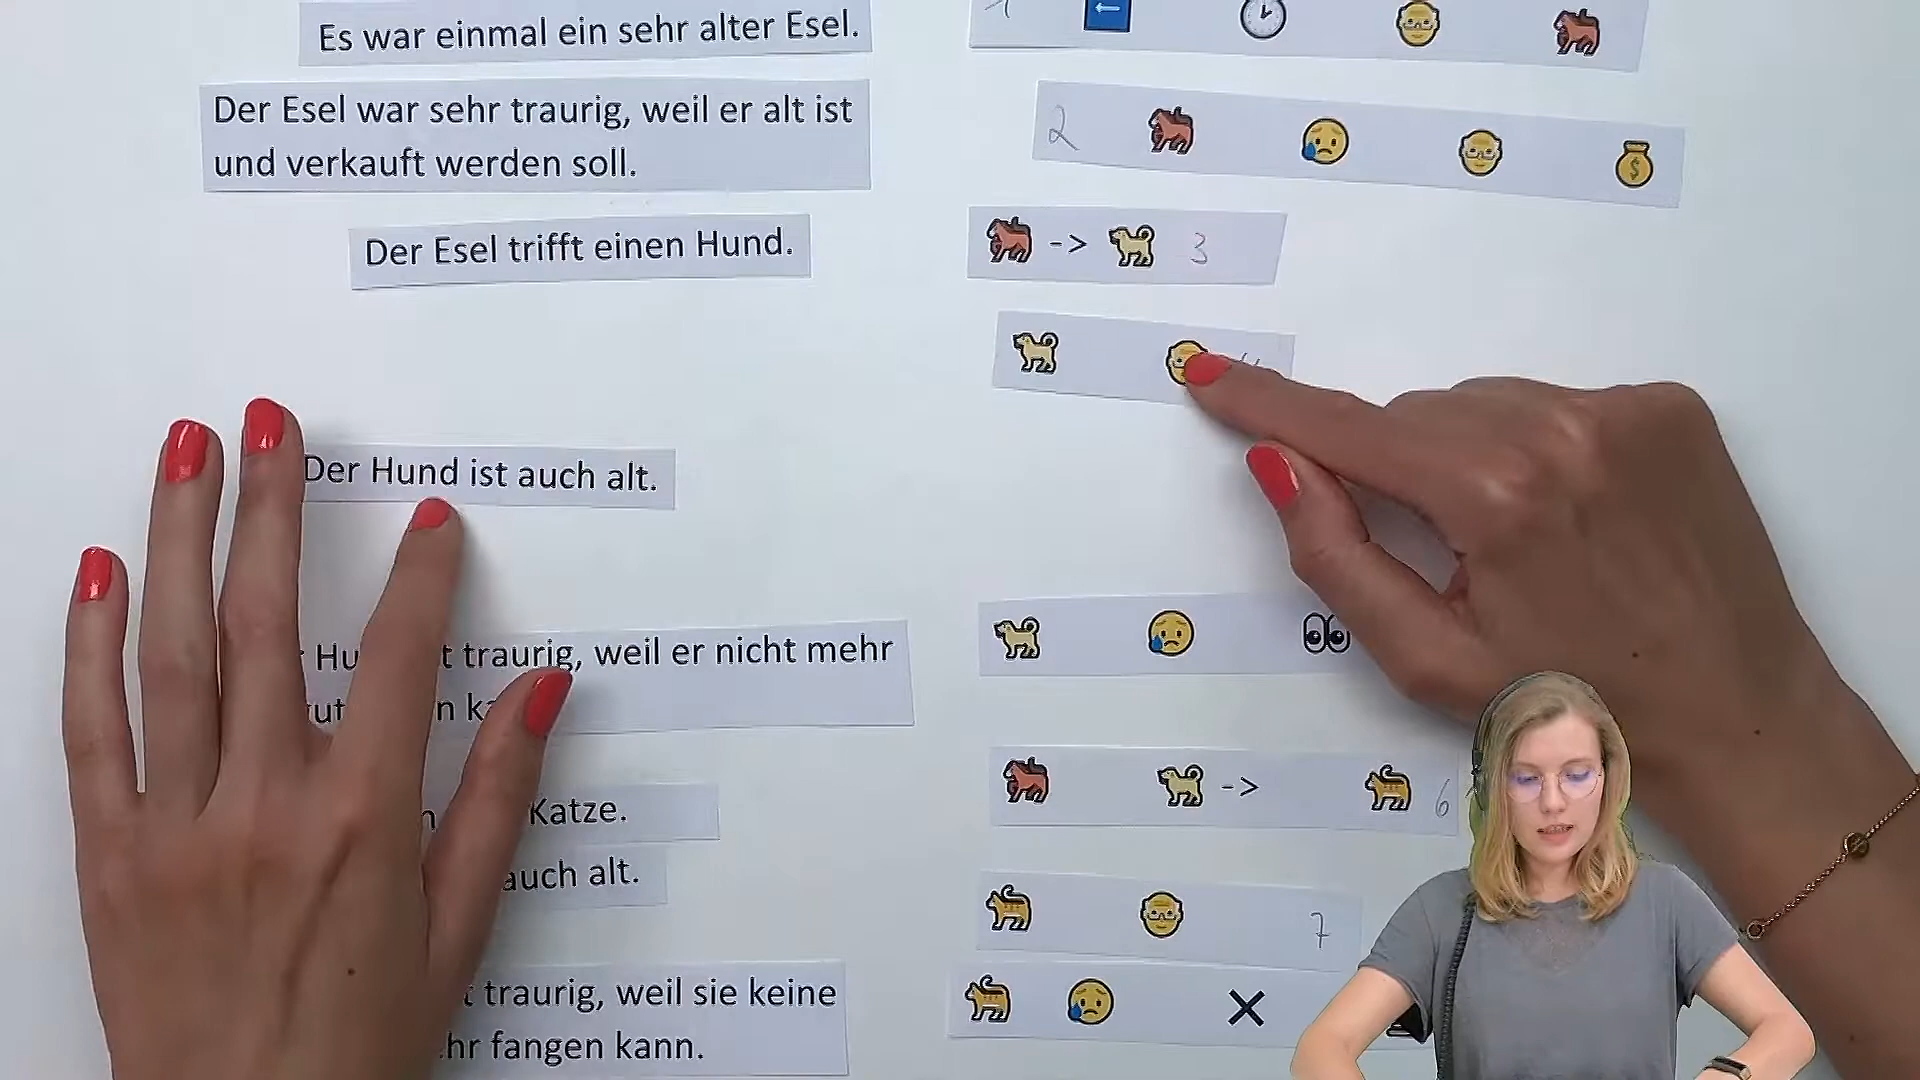 Es war einmal ein sehr alter Esel.
1
Der Esel war sehr traurig, weil er alt ist
und verkauft werden soll.
2
Der Esel trifft einen Hund.
-> 3
Der Hund ist auch alt.
traurig, weil er nicht mehr
->
Katze.
6
auch alt.
7
traurig, weil sie keine
fangen kann.